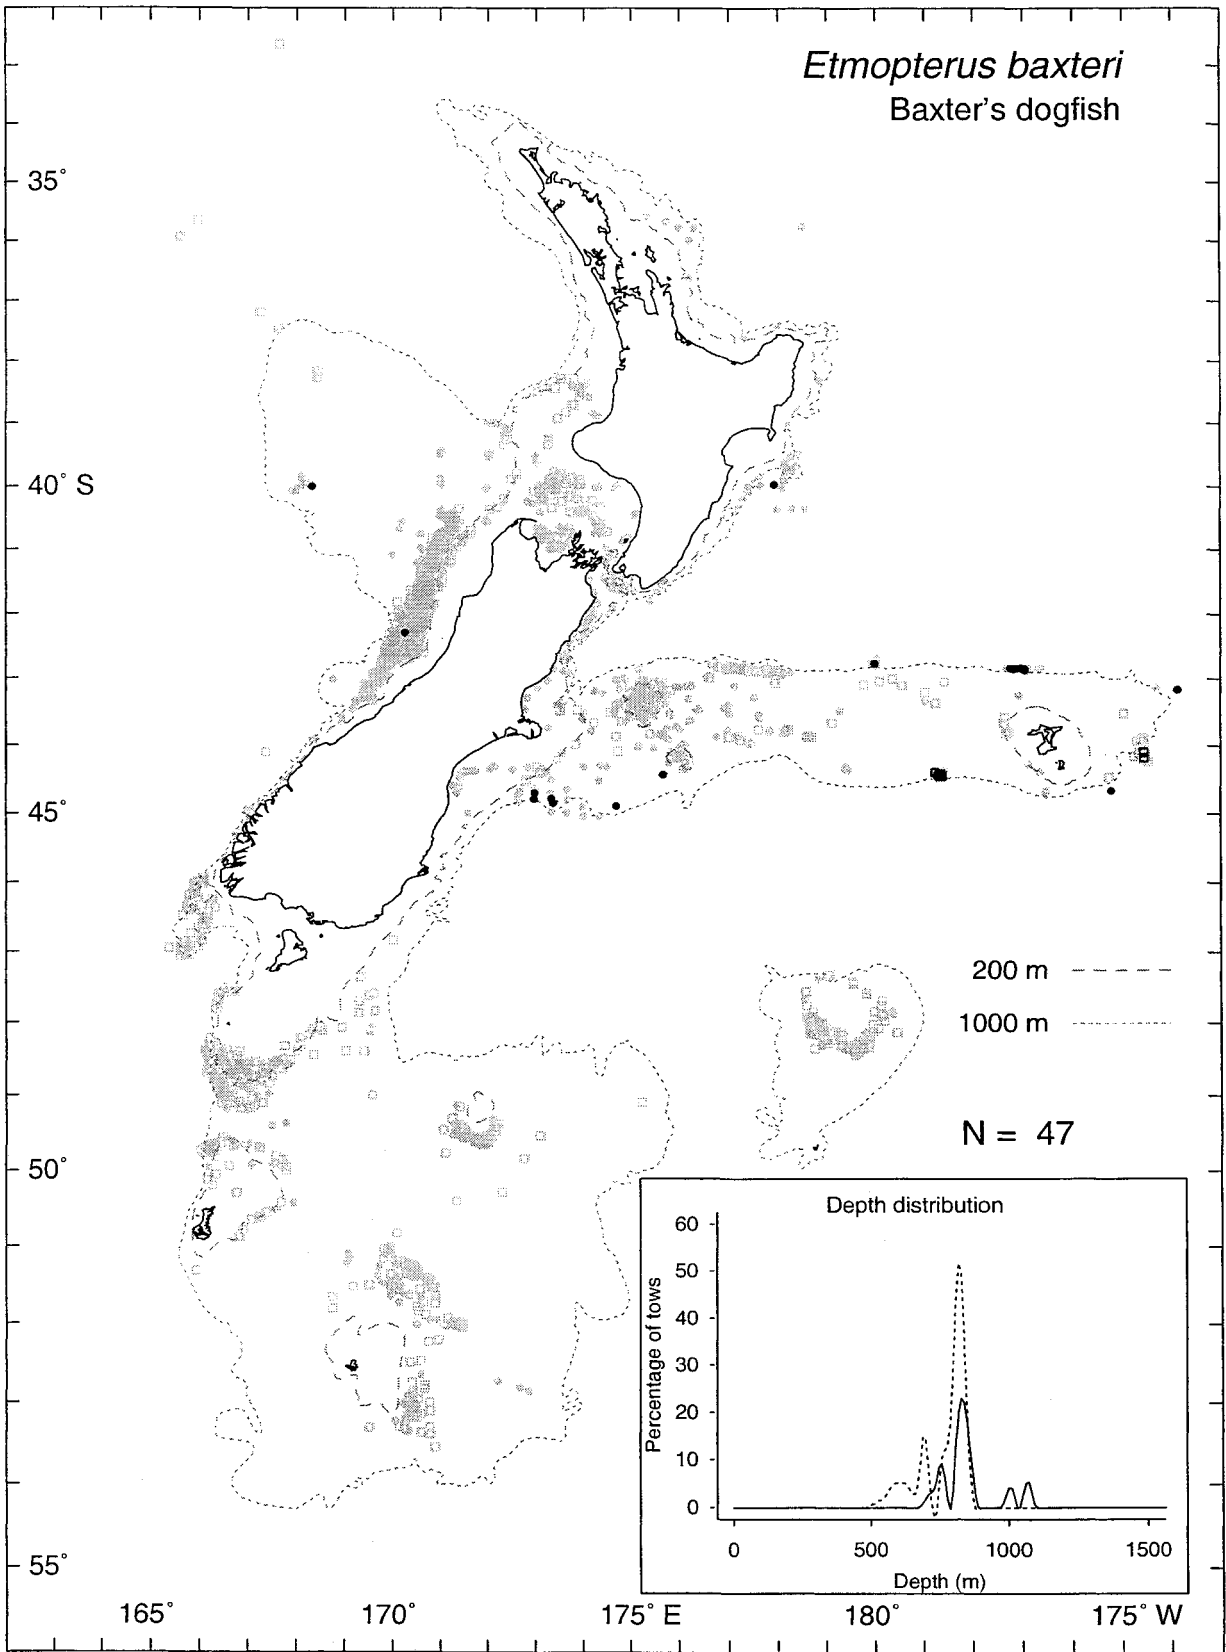 Etmopterus baxteri
Baxter's dogfish
35°
40° S
45°
200 m
1000 m
N = 47
50°
Depth distribution
60
50
40
30
20
10
0
Percentage of tows
0 500 1000 1500
Depth (m)
55°
165° 170° 175° E 180° 175° W